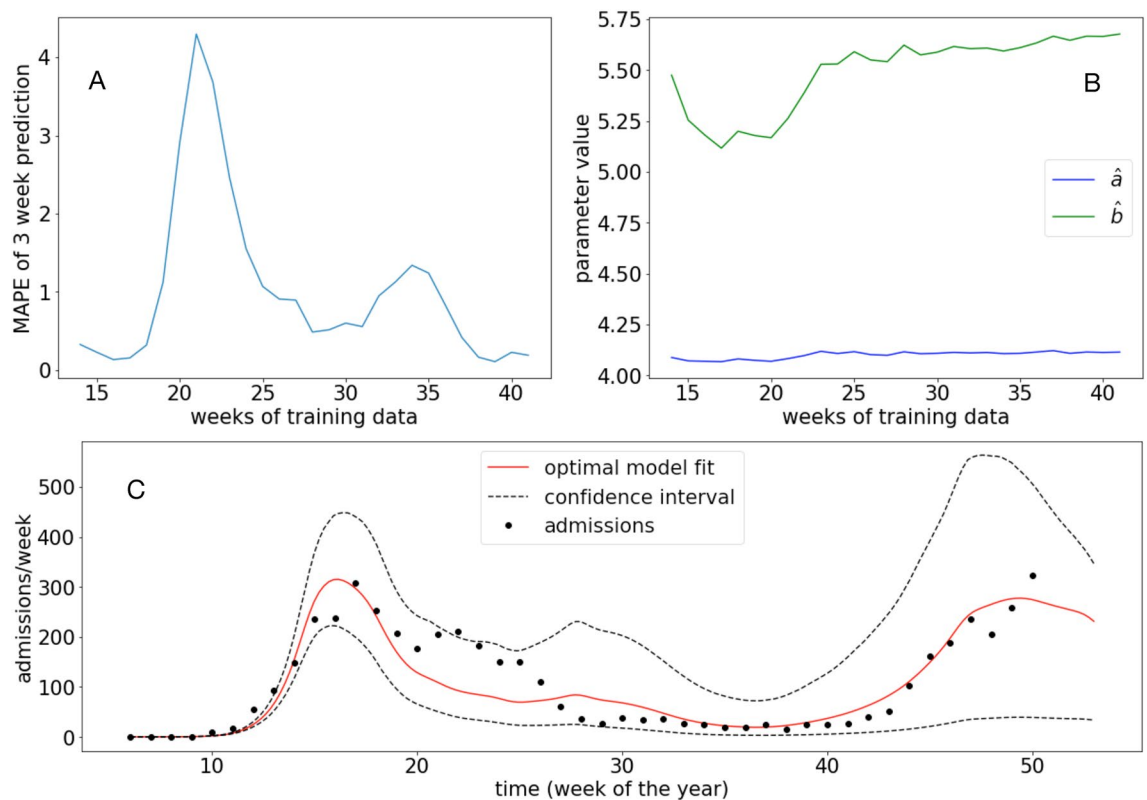 A
MAPE of 3 week prediction
4
3
2
1
0
15 20 25 30 35 40
weeks of training data
B
parameter value
5.75
5.50
5.25
5.00
4.75
4.50
4.25
4.00
â
b̂
15 20 25 30 35 40
weeks of training data
C
admissions/week
500
400
300
200
100
0
optimal model fit
confidence interval
admissions
10 20 30 40 50
time (week of the year)